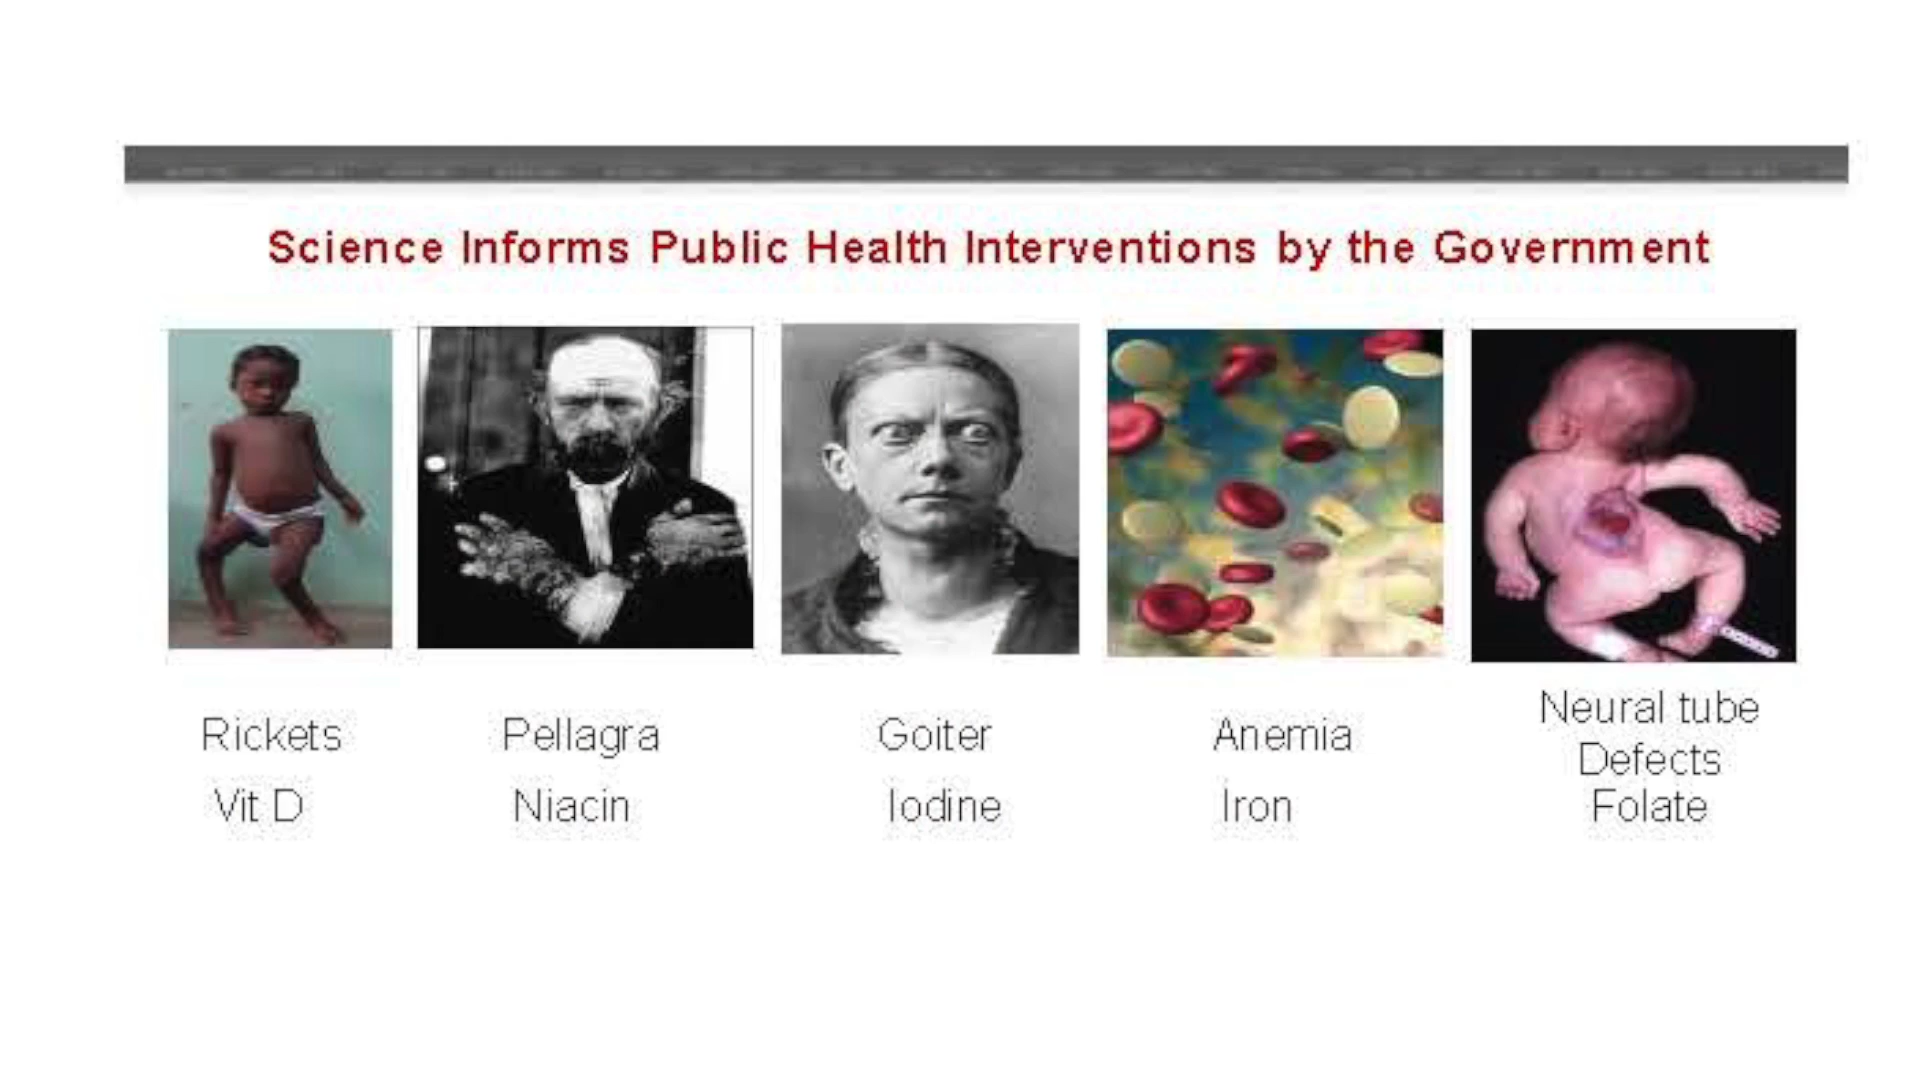 Science Informs Public Health Interventions by the Government
Rickets
Vit D
Pellagra
Niacin
Goiter
Iodine
Anemia
Iron
Neural tube
Defects
Folate